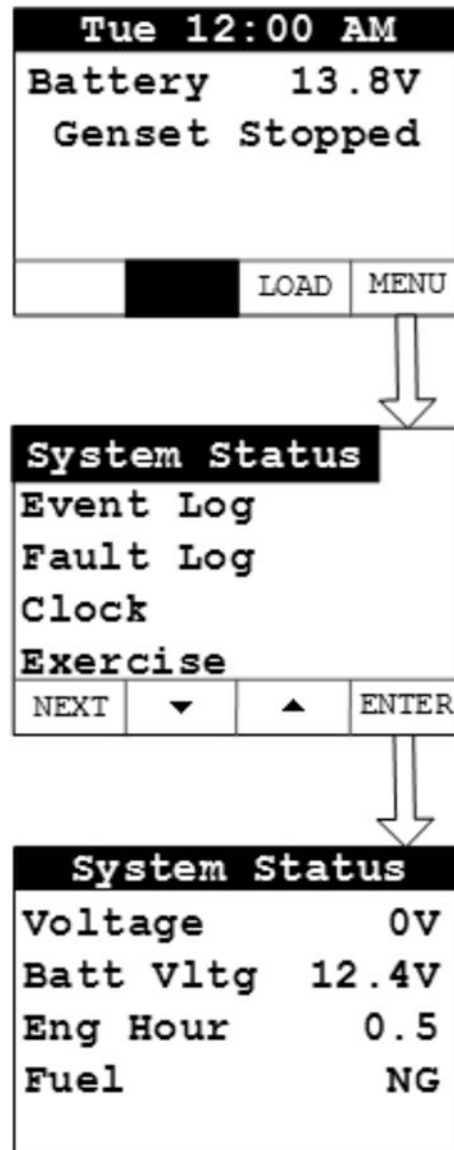 Tue 12:00 AM
Battery 13.8V
Genset Stopped
LOAD MENU
System Status
Event Log
Fault Log
Clock
Exercise
NEXT ▼ ▲ ENTER
System Status
Voltage 0V
Batt Vltg 12.4V
Eng Hour 0.5
Fuel NG